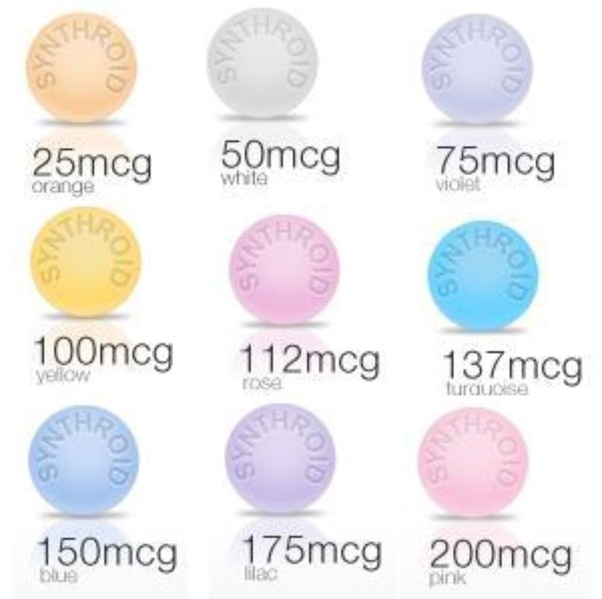 SYNTHROID
25mcg
orange
SYNTHROID
50mcg
white
SYNTHROID
75mcg
violet
SYNTHROID
100mcg
yellow
SYNTHROID
112mcg
rose
SYNTHROID
137mcg
turquoise
SYNTHROID
150mcg
blue
SYNTHROID
175mcg
lilac
SYNTHROID
200mcg
pink